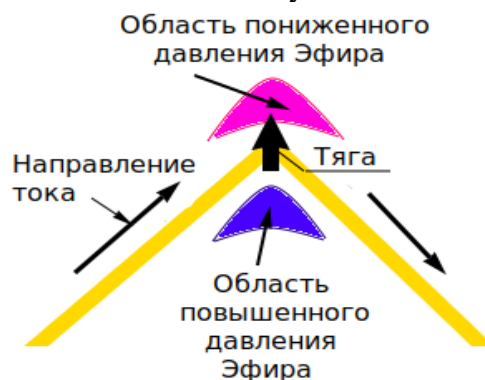 Область пониженного
давления Эфира
Направление
тока
Тяга
Область
повышенного
давления
Эфира